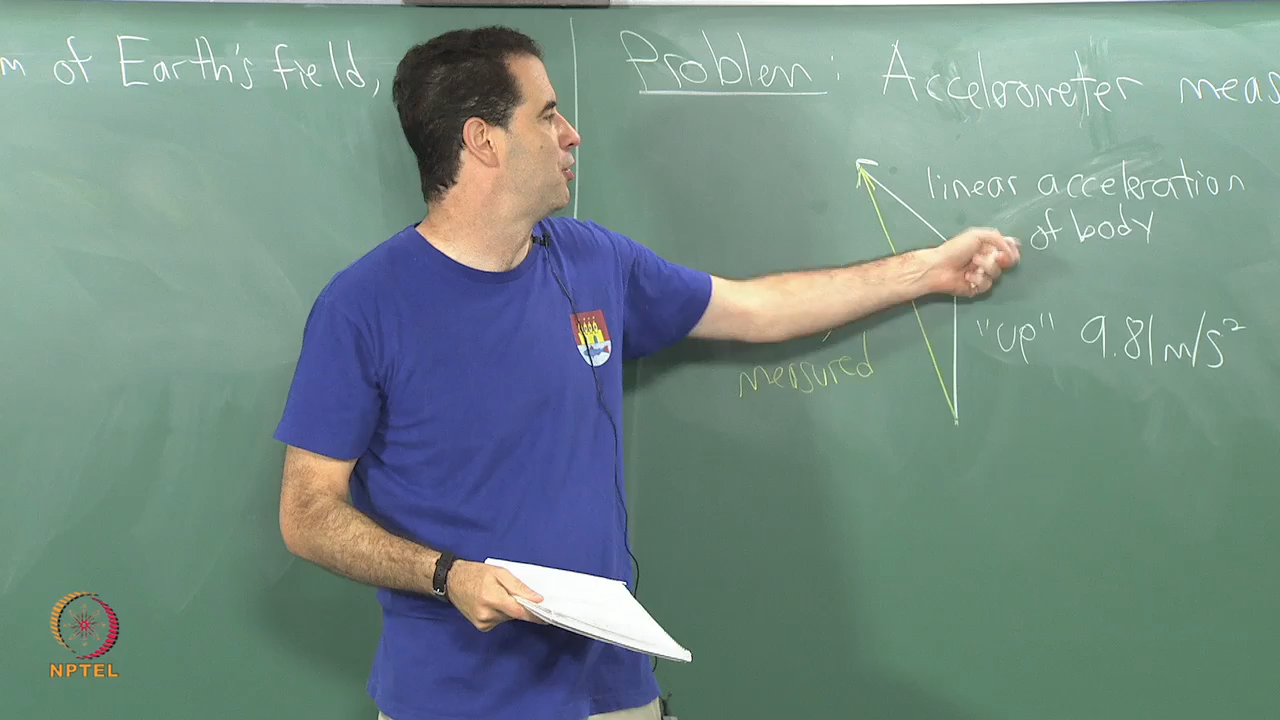 m of Earth's field,
Problem: Accelerometer meas
linear acceleration
of body
"up" 9.81 m/s²
measured
NPTEL